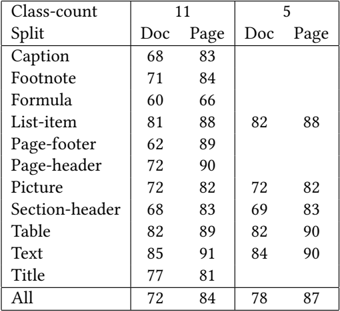 Class-count 11 5
Split Doc Page Doc Page
Caption 68 83
Footnote 71 84
Formula 60 66
List-item 81 88 82 88
Page-footer 62 89
Page-header 72 90
Picture 72 82 72 82
Section-header 68 83 69 83
Table 82 89 82 90
Text 85 91 84 90
Title 77 81
All 72 84 78 87